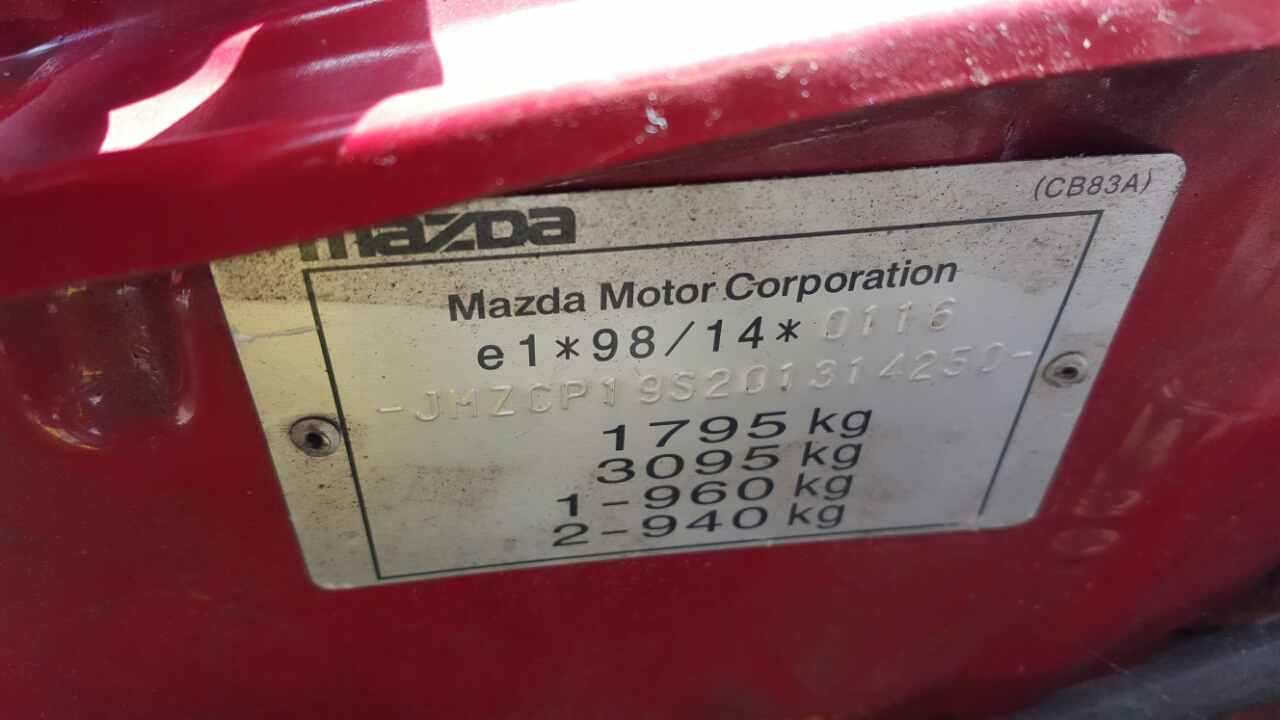 (CB83A)
mazda
Mazda Motor Corporation
e1*98/14*0116
-JMZCP19S201314250-
1795 kg
3095 kg
1-960 kg
2-940 kg